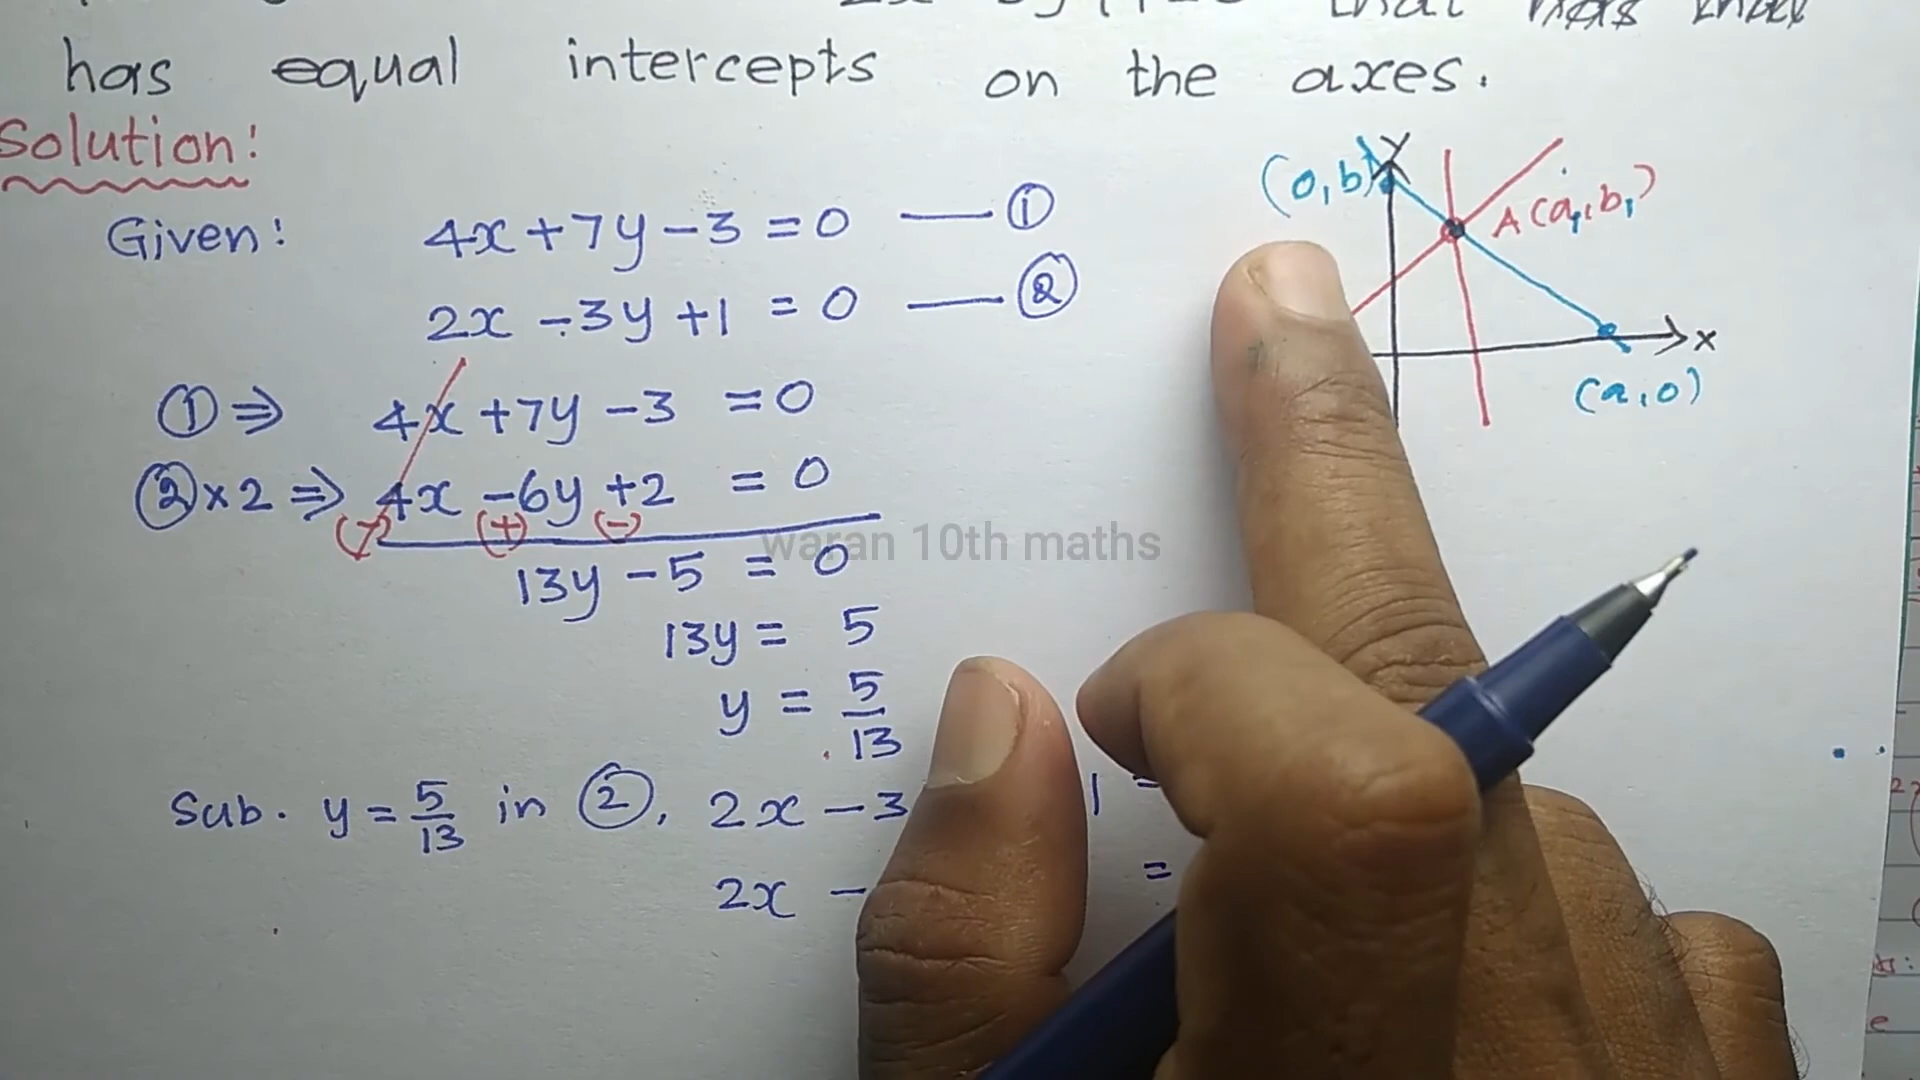 has equal intercepts on the axes.
Solution:
Given: 4x + 7y - 3 = 0 — ①
2x - 3y + 1 = 0 — ②
① ⇒ 4x + 7y - 3 = 0
② × 2 ⇒ 4x - 6y + 2 = 0
(-) (+) (-)
13y - 5 = 0
13y = 5
y = 5/13
Sub. y = 5/13 in ②, 2x - 3 1 =
2x - =
Y
(0, b)
A (a₁, b₁)
X
(a, 0)
waran 10th maths